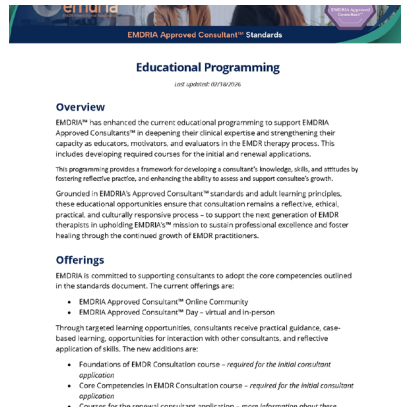 emdria
EMDRIA Approved
Consultant™
EMDRIA Approved Consultant™ Standards
Educational Programming
Last updated: 02/18/2026
Overview
EMDRIA™ has enhanced the current educational programming to support EMDRIA
Approved Consultants™ in deepening their clinical expertise and strengthening their
capacity as educators, motivators, and evaluators in the EMDR therapy process. This
includes developing required courses for the initial and renewal applications.
This programming provides a framework for developing a consultant's knowledge, skills, and attitudes by
fostering reflective practice, and enhancing the ability to assess and support consultee's growth.
Grounded in EMDRIA's Approved Consultant™ standards and adult learning principles,
these educational opportunities ensure that consultation remains a reflective, ethical,
practical, and culturally responsive process – to support the next generation of EMDR
therapists in upholding EMDRIA's™ mission to sustain professional excellence and foster
healing through the continued growth of EMDR practitioners.
Offerings
EMDRIA is committed to supporting consultants to adopt the core competencies outlined
in the standards document. The current offerings are:
• EMDRIA Approved Consultant™ Online Community
• EMDRIA Approved Consultant™ Day – virtual and in-person
Through targeted learning opportunities, consultants receive practical guidance, case-
based learning, opportunities for interaction with other consultants, and reflective
application of skills. The new additions are:
• Foundations of EMDR Consultation course – required for the initial consultant
application
• Core Competencies in EMDR Consultation course – required for the initial consultant
application
• Courses for the renewal consultant application – more information about these